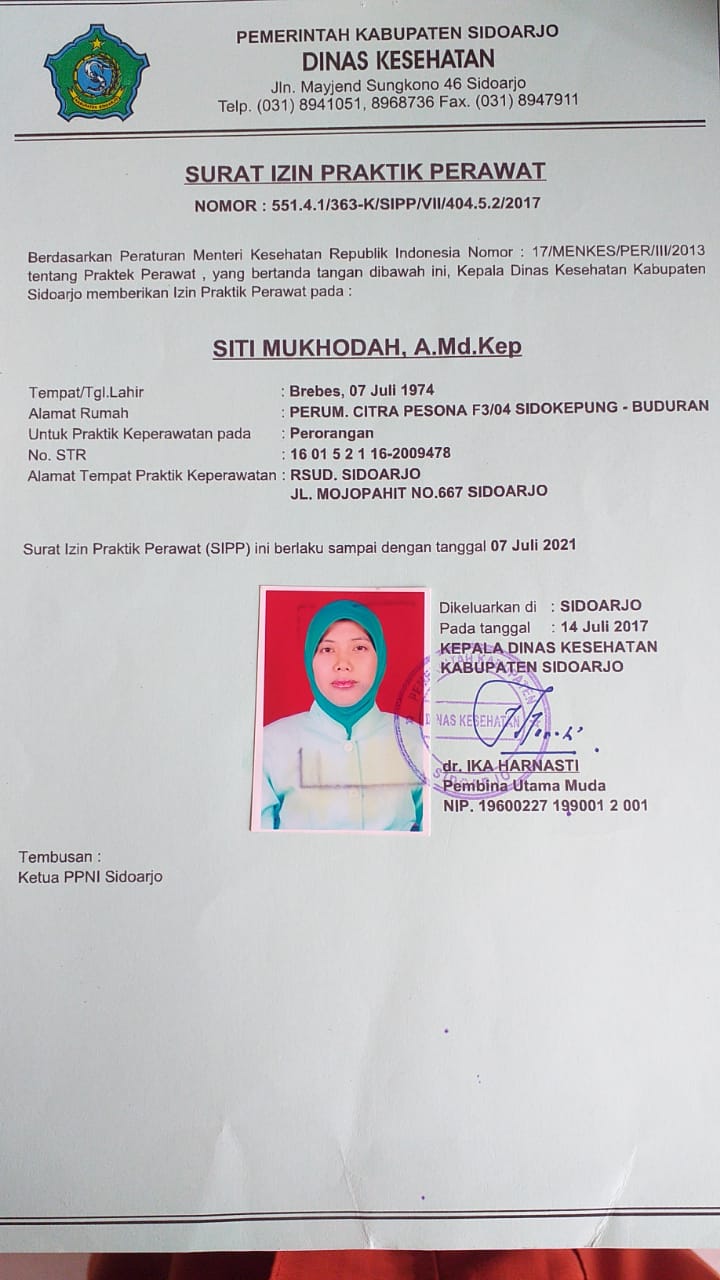 PEMERINTAH KABUPATEN SIDOARJO
DINAS KESEHATAN
Jln. Mayjend Sungkono 46 Sidoarjo
Telp. (031) 8941051, 8968736 Fax. (031) 8947911
SURAT IZIN PRAKTIK PERAWAT
NOMOR : 551.4.1/363-K/SIPP/VII/404.5.2/2017
Berdasarkan Peraturan Menteri Kesehatan Republik Indonesia Nomor : 17/MENKES/PER/III/2013
tentang Praktek Perawat , yang bertanda tangan dibawah ini, Kepala Dinas Kesehatan Kabupaten
Sidoarjo memberikan Izin Praktik Perawat pada :
SITI MUKHODAH, A.Md.Kep
Tempat/Tgl.Lahir : Brebes, 07 Juli 1974
Alamat Rumah : PERUM. CITRA PESONA F3/04 SIDOKEPUNG - BUDURAN
Untuk Praktik Keperawatan pada : Perorangan
No. STR : 16 01 5 2 1 16-2009478
Alamat Tempat Praktik Keperawatan : RSUD. SIDOARJO
JL. MOJOPAHIT NO.667 SIDOARJO
Surat Izin Praktik Perawat (SIPP) ini berlaku sampai dengan tanggal 07 Juli 2021
Dikeluarkan di : SIDOARJO
Pada tanggal : 14 Juli 2017
KEPALA DINAS KESEHATAN
KABUPATEN SIDOARJO
PEMERINTAH KABUPATEN
DINAS KESEHATAN
SIDOARJO
dr. IKA HARNASTI
Pembina Utama Muda
NIP. 19600227 199001 2 001
Tembusan :
Ketua PPNI Sidoarjo